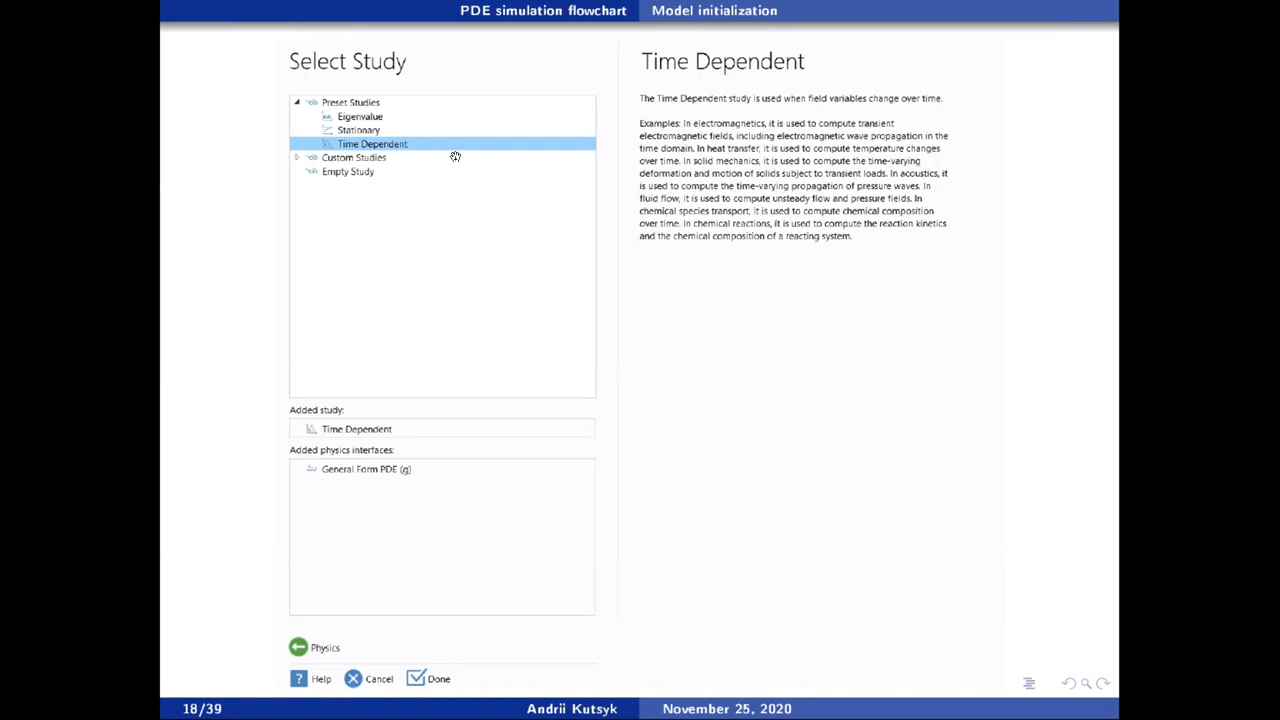 PDE simulation flowchart Model initialization
Select Study
Preset Studies
Eigenvalue
Stationary
Time Dependent
Custom Studies
Empty Study
Added study:
Time Dependent
Added physics interfaces:
General Form PDE (g)
Physics
Help Cancel Done
Time Dependent
The Time Dependent study is used when field variables change over time.
Examples: In electromagnetics, it is used to compute transient
electromagnetic fields, including electromagnetic wave propagation in the
time domain. In heat transfer, it is used to compute temperature changes
over time. In solid mechanics, it is used to compute the time-varying
deformation and motion of solids subject to transient loads. In acoustics, it
is used to compute the time-varying propagation of pressure waves. In
fluid flow, it is used to compute unsteady flow and pressure fields. In
chemical species transport, it is used to compute chemical composition
over time. In chemical reactions, it is used to compute the reaction kinetics
and the chemical composition of a reacting system.
18/39 Andrii Kutsyk November 25, 2020